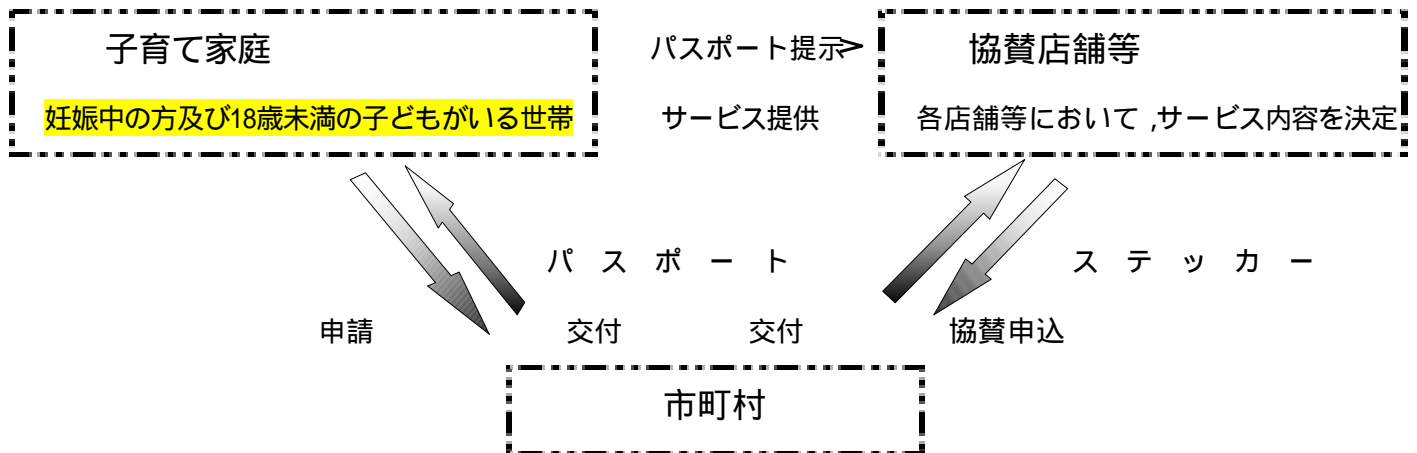 子育て家庭 パスポート提示> 協賛店舗等
妊娠中の方及び18歳未満の子どもがいる世帯 サービス提供 各店舗等において ,サービス内容を決定
パスポート ステッカー
申請 交付 交付 協賛申込
市町村